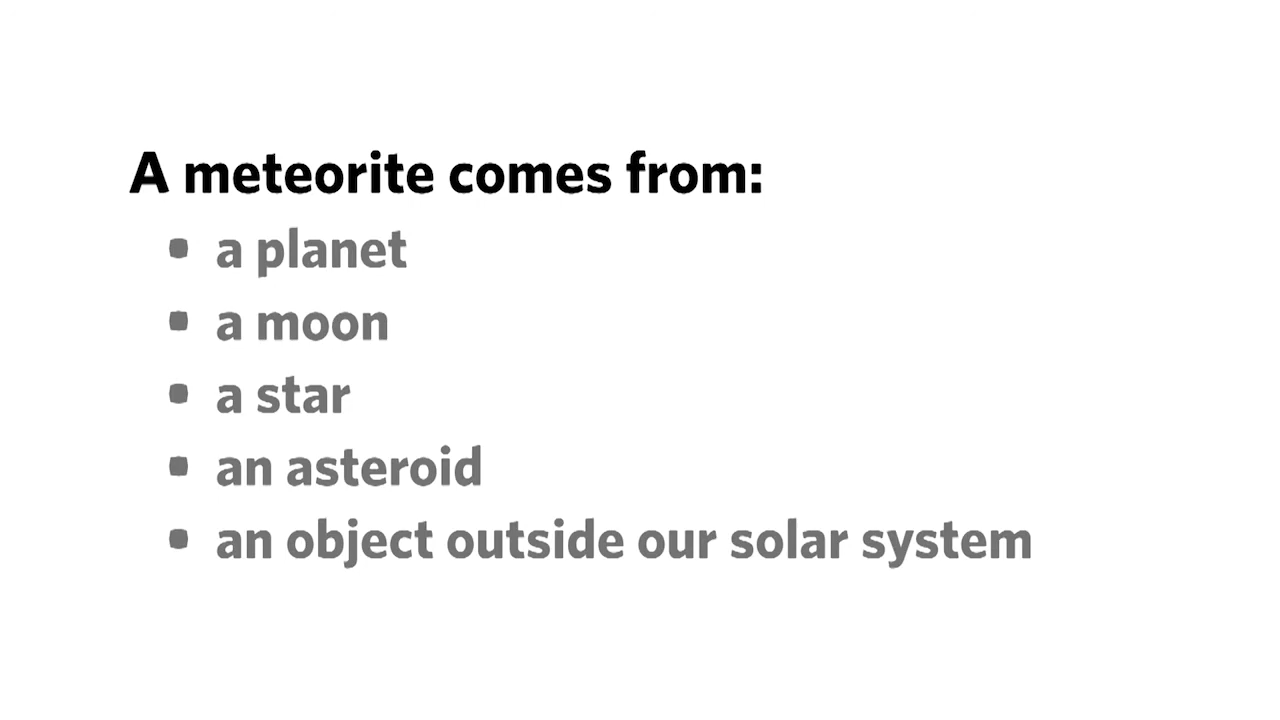 A meteorite comes from:
▪ a planet
▪ a moon
▪ a star
▪ an asteroid
▪ an object outside our solar system